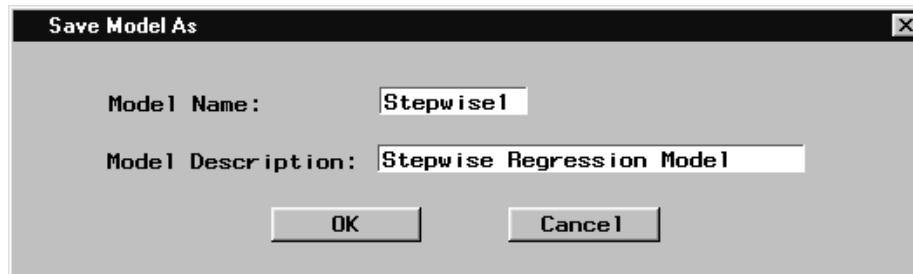 Save Model As
Model Name: Stepwise1
Model Description: Stepwise Regression Model
OK Cancel